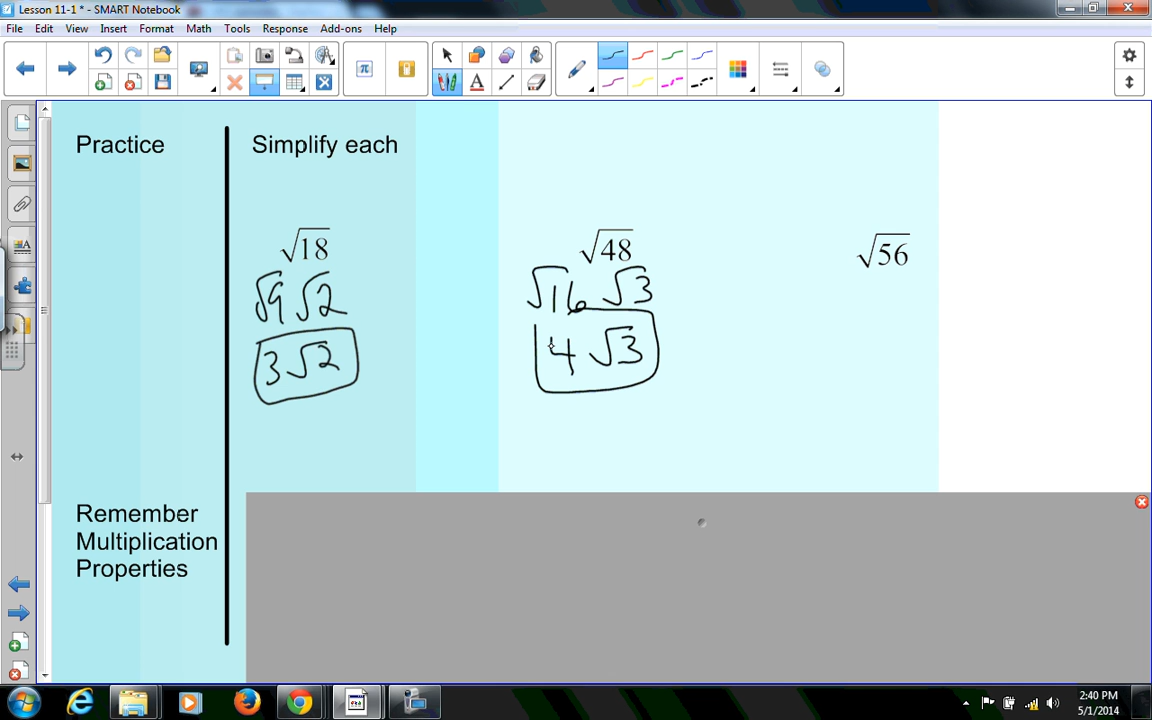 Lesson 11-1 * - SMART Notebook
File Edit View Insert Format Math Tools Response Add-ons Help
Practice
Simplify each
√18
√48
√56
√9 √2
√16 √3
3√2
4 √3
Remember
Multiplication
Properties
2:40 PM
5/1/2014